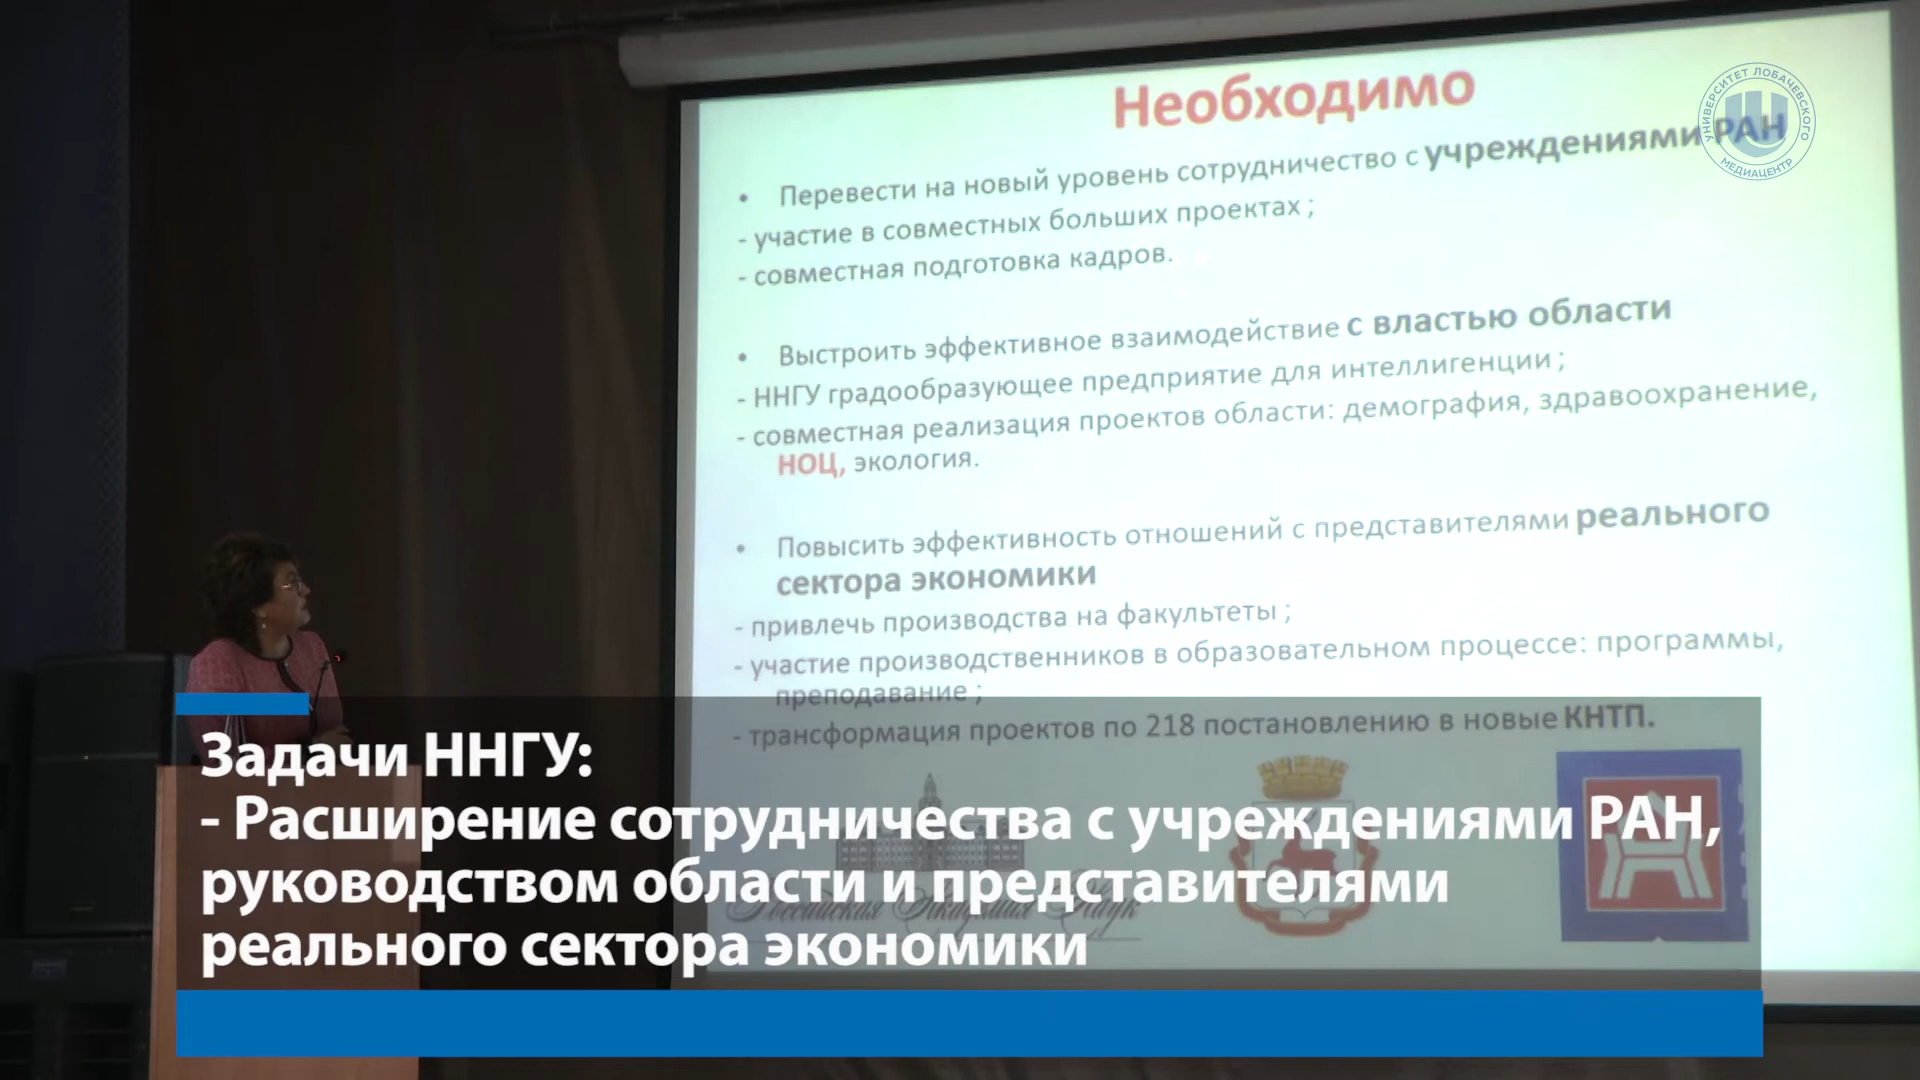 Необходимо
УНИВЕРСИТЕТ ЛОБАЧЕВСКОГО
МЕДИАЦЕНТР
• Перевести на новый уровень сотрудничество с учреждениями РАН
- участие в совместных больших проектах ;
- совместная подготовка кадров.
• Выстроить эффективное взаимодействие с властью области
- ННГУ градообразующее предприятие для интеллигенции ;
- совместная реализация проектов области: демография, здравоохранение,
НОЦ, экология.
• Повысить эффективность отношений с представителями реального
сектора экономики
- привлечь производства на факультеты ;
- участие производственников в образовательном процессе: программы,
преподавание ;
- трансформация проектов по 218 постановлению в новые КНТП.
Российская Академия Наук
Задачи ННГУ:
- Расширение сотрудничества с учреждениями РАН,
руководством области и представителями
реального сектора экономики